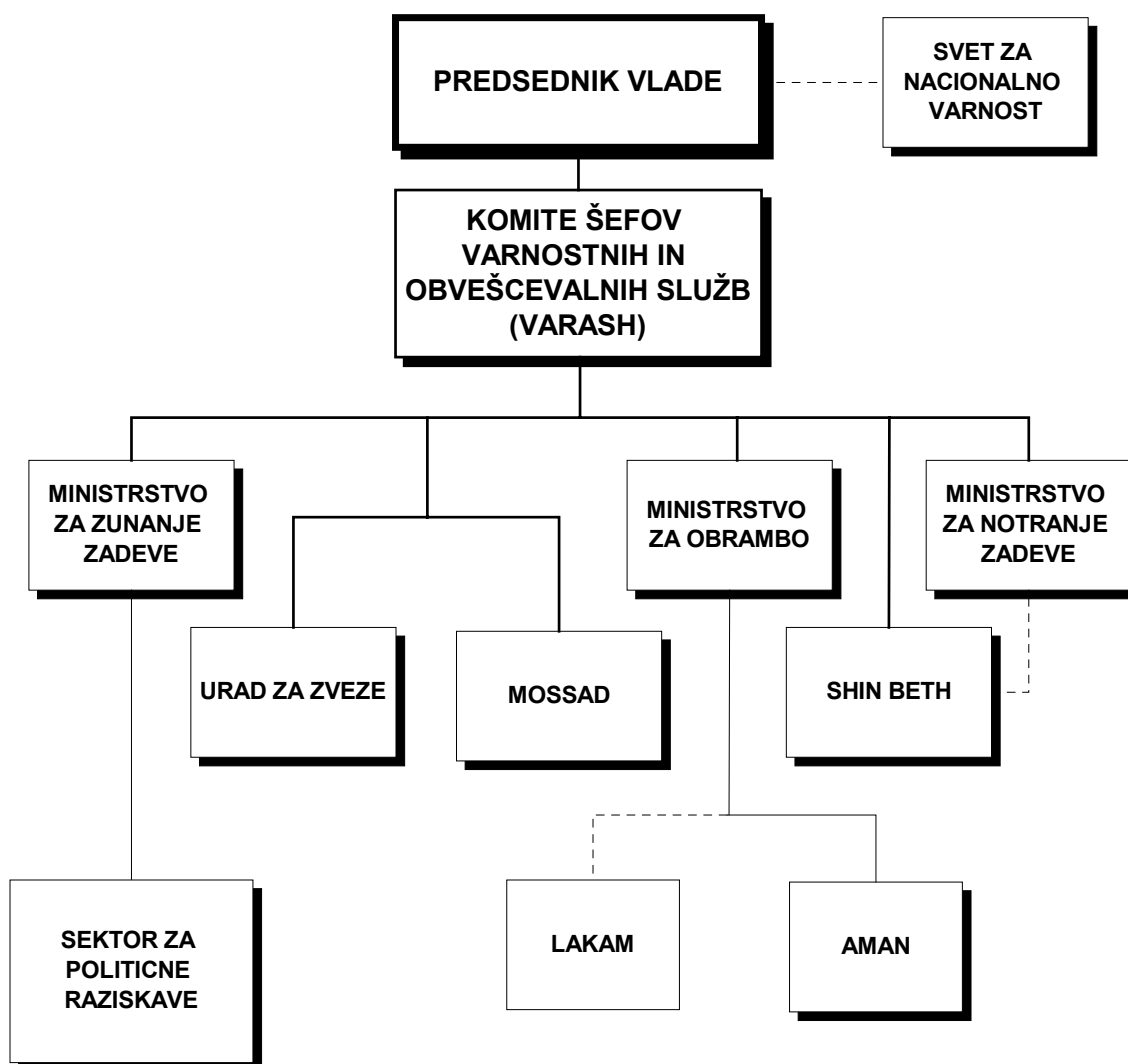 PREDSEDNIK VLADE
SVET ZA
NACIONALNO
VARNOST
KOMITE ŠEFOV
VARNOSTNIH IN
OBVEŠCEVALNIH SLUŽB
(VARASH)
MINISTRSTVO
ZA ZUNANJE
ZADEVE
MINISTRSTVO
ZA OBRAMBO
MINISTRSTVO
ZA NOTRANJE
ZADEVE
URAD ZA ZVEZE
MOSSAD
SHIN BETH
SEKTOR ZA
POLITICNE
RAZISKAVE
LAKAM
AMAN